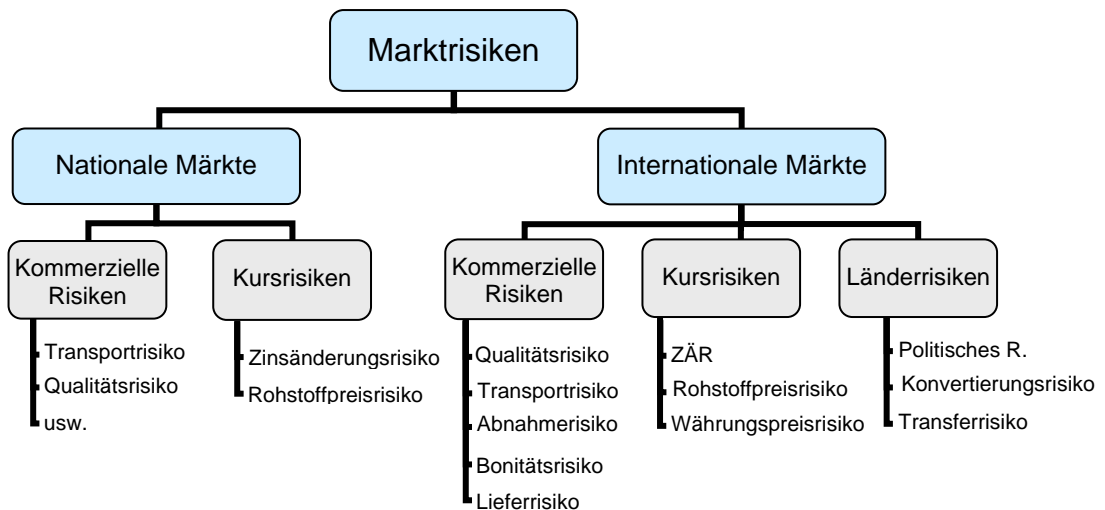 Marktrisiken
Nationale Märkte
Internationale Märkte
Kommerzielle
Risiken
Kursrisiken
Kommerzielle
Risiken
Kursrisiken
Länderrisiken
Transportrisiko
Qualitätsrisiko
usw.
Zinsänderungsrisiko
Rohstoffpreisrisiko
Qualitätsrisiko
Transportrisiko
Abnahmerisiko
Bonitätsrisiko
Lieferrisiko
ZÄR
Rohstoffpreisrisiko
Währungspreisrisiko
Politisches R.
Konvertierungsrisiko
Transferrisiko